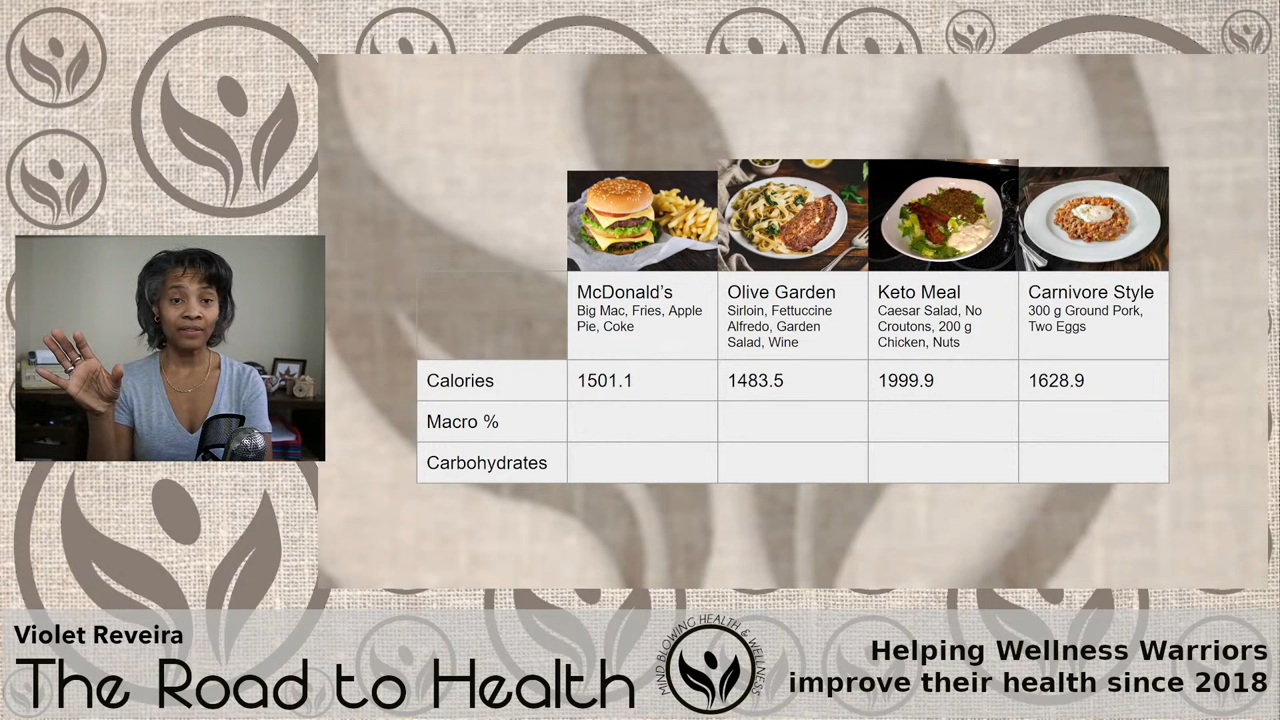 McDonald's
Big Mac, Fries, Apple
Pie, Coke
Olive Garden
Sirloin, Fettuccine
Alfredo, Garden
Salad, Wine
Keto Meal
Caesar Salad, No
Croutons, 200 g
Chicken, Nuts
Carnivore Style
300 g Ground Pork,
Two Eggs
Calories 1501.1 1483.5 1999.9 1628.9
Macro %
Carbohydrates
Violet Reveira
The Road to Health
MIND BLOWING HEALTH & WELLNESS
Helping Wellness Warriors
improve their health since 2018